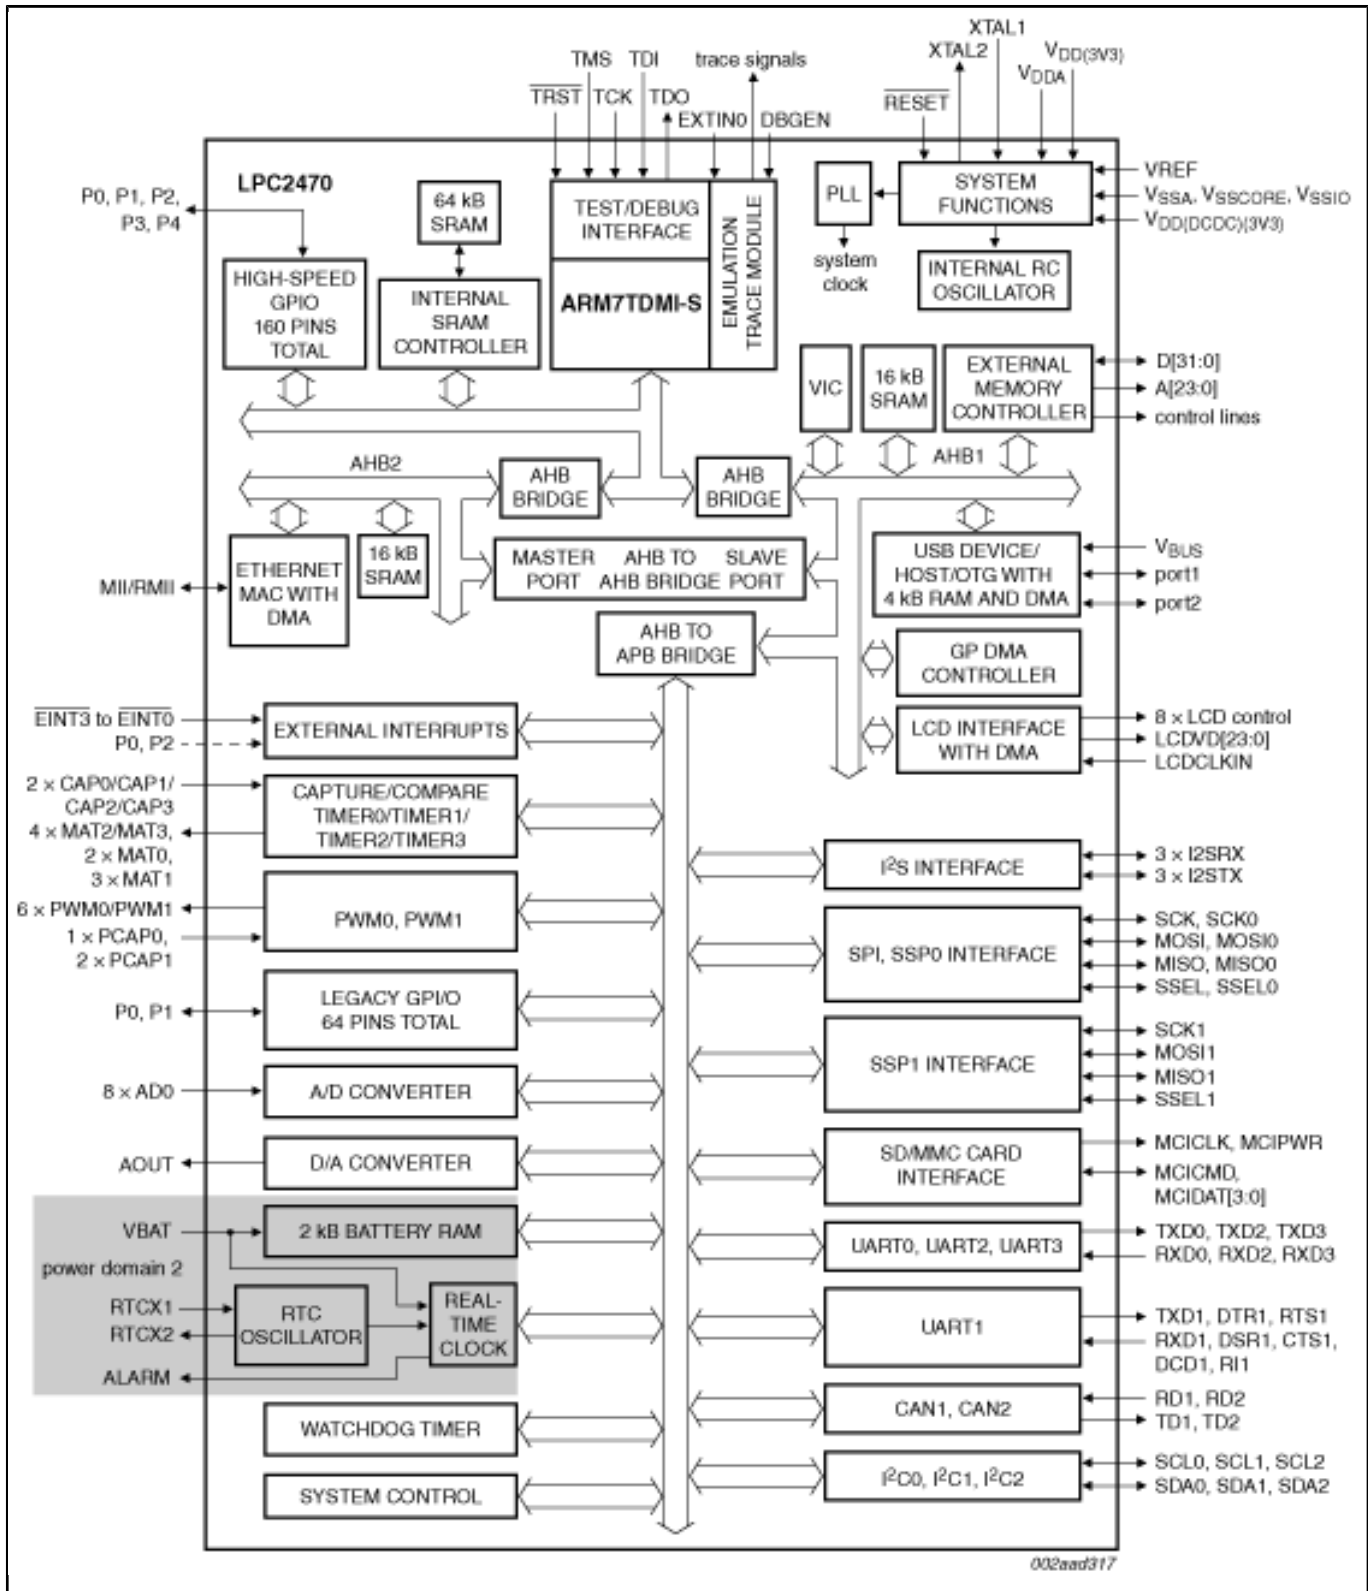 XTAL1
XTAL2
VDD(3V3)
TMS TDI trace signals
VDDA
TRST TCK TDO
RESET
EXTIN0 DBGEN
LPC2470
P0, P1, P2,
P3, P4
64 kB
SRAM
TEST/DEBUG
INTERFACE
EMULATION
TRACE MODULE
PLL
SYSTEM
FUNCTIONS
VREF
VSSA, VSSCORE, VSSIO
VDD(DCDC)(3V3)
system
clock
INTERNAL RC
OSCILLATOR
HIGH-SPEED
GPIO
160 PINS
TOTAL
INTERNAL
SRAM
CONTROLLER
ARM7TDMI-S
VIC
16 kB
SRAM
EXTERNAL
MEMORY
CONTROLLER
D[31:0]
A[23:0]
control lines
AHB2
AHB
BRIDGE
AHB
BRIDGE
AHB1
ETHERNET
MAC WITH
DMA
MII/RMII
16 kB
SRAM
MASTER AHB TO SLAVE
PORT AHB BRIDGE PORT
USB DEVICE/
HOST/OTG WITH
4 kB RAM AND DMA
VBUS
port1
port2
AHB TO
APB BRIDGE
GP DMA
CONTROLLER
LCD INTERFACE
WITH DMA
8 × LCD control
LCDVD[23:0]
LCDCLKIN
EINT3 to EINT0
P0, P2
EXTERNAL INTERRUPTS
2 × CAP0/CAP1/
CAP2/CAP3
4 × MAT2/MAT3,
2 × MAT0,
3 × MAT1
CAPTURE/COMPARE
TIMER0/TIMER1/
TIMER2/TIMER3
I²S INTERFACE
3 × I2SRX
3 × I2STX
6 × PWM0/PWM1
1 × PCAP0,
2 × PCAP1
PWM0, PWM1
SPI, SSP0 INTERFACE
SCK, SCK0
MOSI, MOSI0
MISO, MISO0
SSEL, SSEL0
P0, P1
LEGACY GPI/O
64 PINS TOTAL
SSP1 INTERFACE
SCK1
MOSI1
MISO1
SSEL1
8 × AD0
A/D CONVERTER
AOUT
D/A CONVERTER
SD/MMC CARD
INTERFACE
MCICLK, MCIPWR
MCICMD,
MCIDAT[3:0]
VBAT
2 kB BATTERY RAM
power domain 2
UART0, UART2, UART3
TXD0, TXD2, TXD3
RXD0, RXD2, RXD3
RTCX1
RTCX2
RTC
OSCILLATOR
REAL-
TIME
CLOCK
ALARM
UART1
TXD1, DTR1, RTS1
RXD1, DSR1, CTS1,
DCD1, RI1
WATCHDOG TIMER
CAN1, CAN2
RD1, RD2
TD1, TD2
SYSTEM CONTROL
I²C0, I²C1, I²C2
SCL0, SCL1, SCL2
SDA0, SDA1, SDA2
002aad317